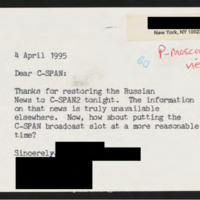 New York, NY 1002
4 April 1995
P-Moscow
Dear C-SPAN:
Thanks for restoring the Russian
News to C-SPAN2 tonight. The information
on that news is truly unavailable
elsewhere. Now, how about putting the
C-SPAN broadcast slot at a more reasonable
time?
Sincerely